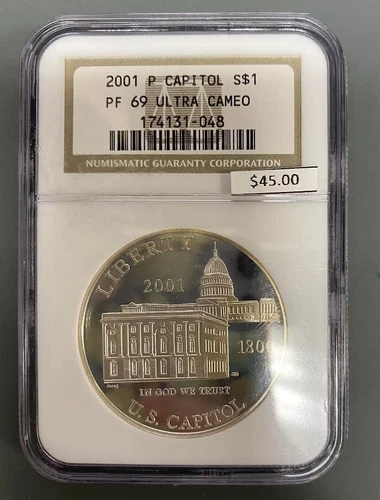 2001 P CAPITOL S$1
PF 69 ULTRA CAMEO
174131-048
NUMISMATIC GUARANTY CORPORATION
$45.00
LIBERTY
2001
1800
IN GOD WE TRUST
U.S. CAPITOL